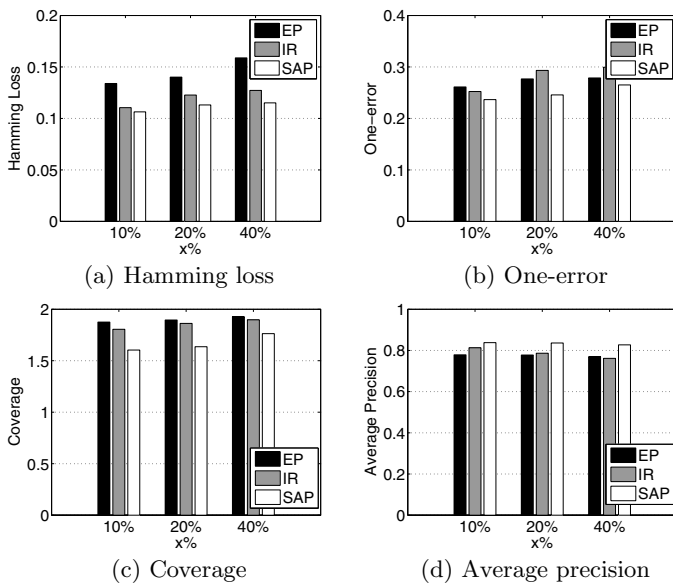 0.2
0.15
0.1
0.05
0
Hamming Loss
EP
IR
SAP
10%
20%
40%
x%
(a) Hamming loss
0.4
0.3
0.2
0.1
0
One-error
EP
IR
SAP
10%
20%
40%
x%
(b) One-error
2
1.5
1
0.5
0
Coverage
EP
IR
SAP
10%
20%
40%
x%
(c) Coverage
1
0.8
0.6
0.4
0.2
0
Average Precision
EP
IR
SAP
10%
20%
40%
x%
(d) Average precision